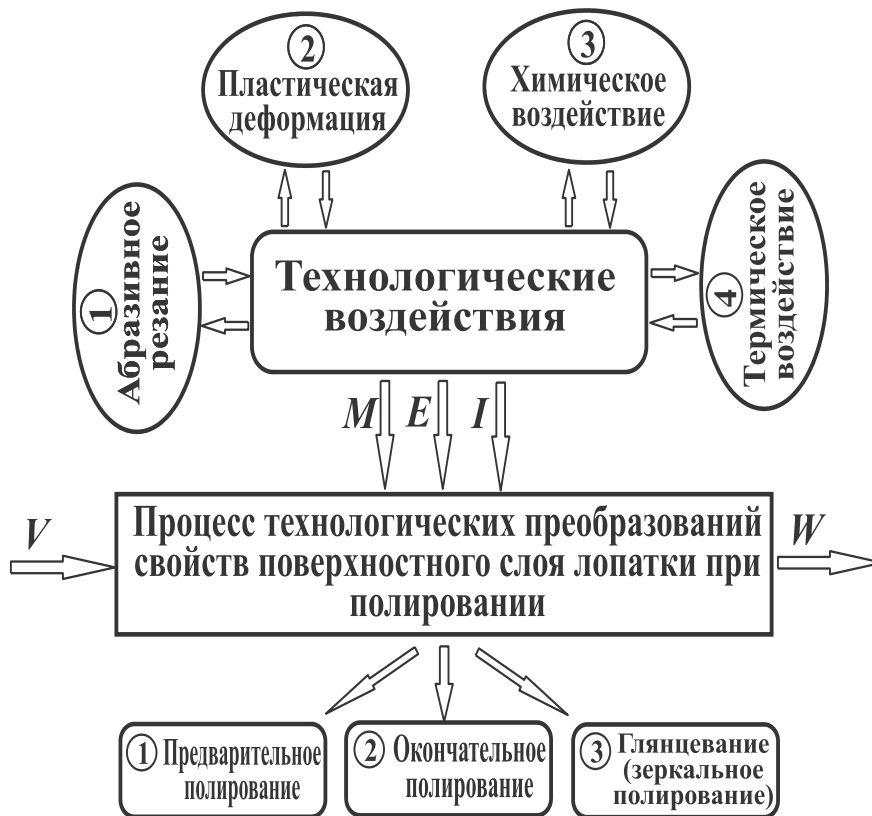 2
Пластическая
деформация
3
Химическое
воздействие
1
Абразивное
резание
Технологические
воздействия
4
Термическое
воздействие
M E I
V
Процесс технологических преобразований
свойств поверхностного слоя лопатки при
полировании
W
1 Предварительное
полирование
2 Окончательное
полирование
3 Глянцевание
(зеркальное
полирование)